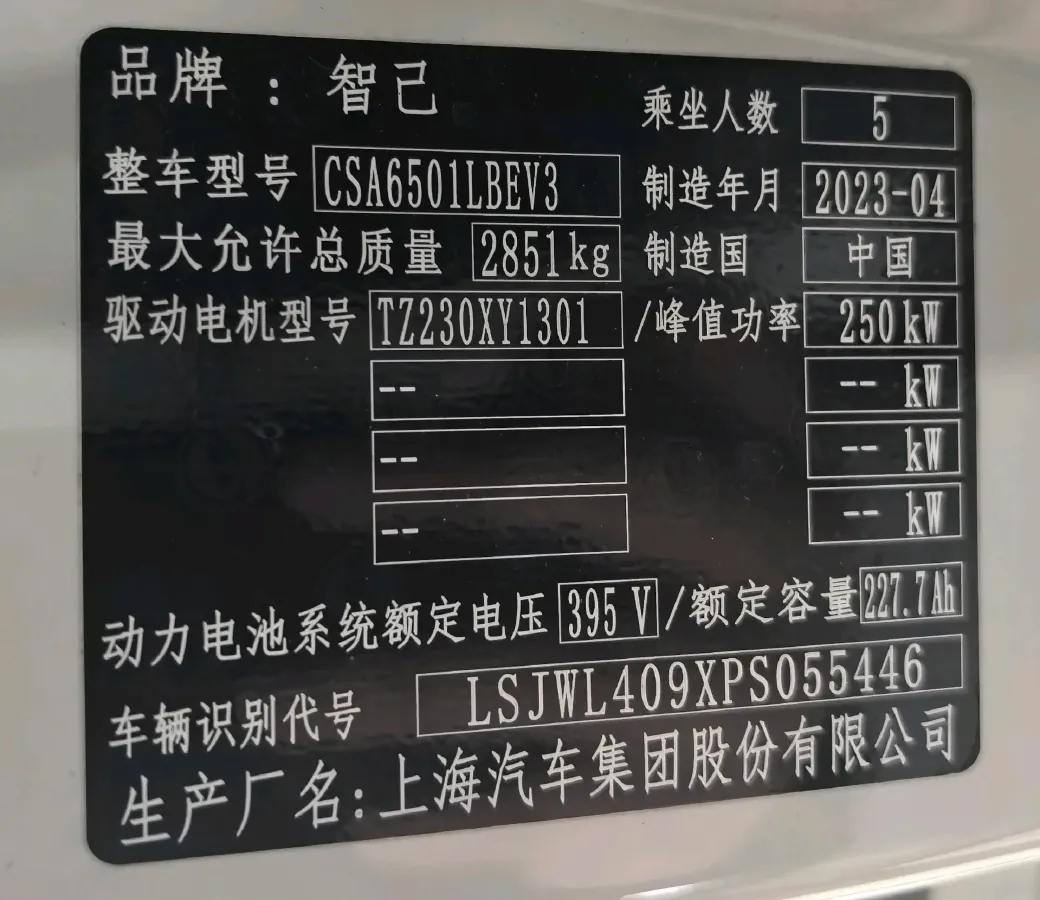 品牌 : 智己 乘坐人数 5
整车型号 CSA6501LBEV3 制造年月 2023-04
最大允许总质量 2851kg 制造国 中国
驱动电机型号 TZ230XY1301 /峰值功率 250kW
-- -- kW
-- -- kW
-- -- kW
动力电池系统额定电压 395 V /额定容量 227.7Ah
车辆识别代号 LSJWL409XPS055446
生产厂名:上海汽车集团股份有限公司